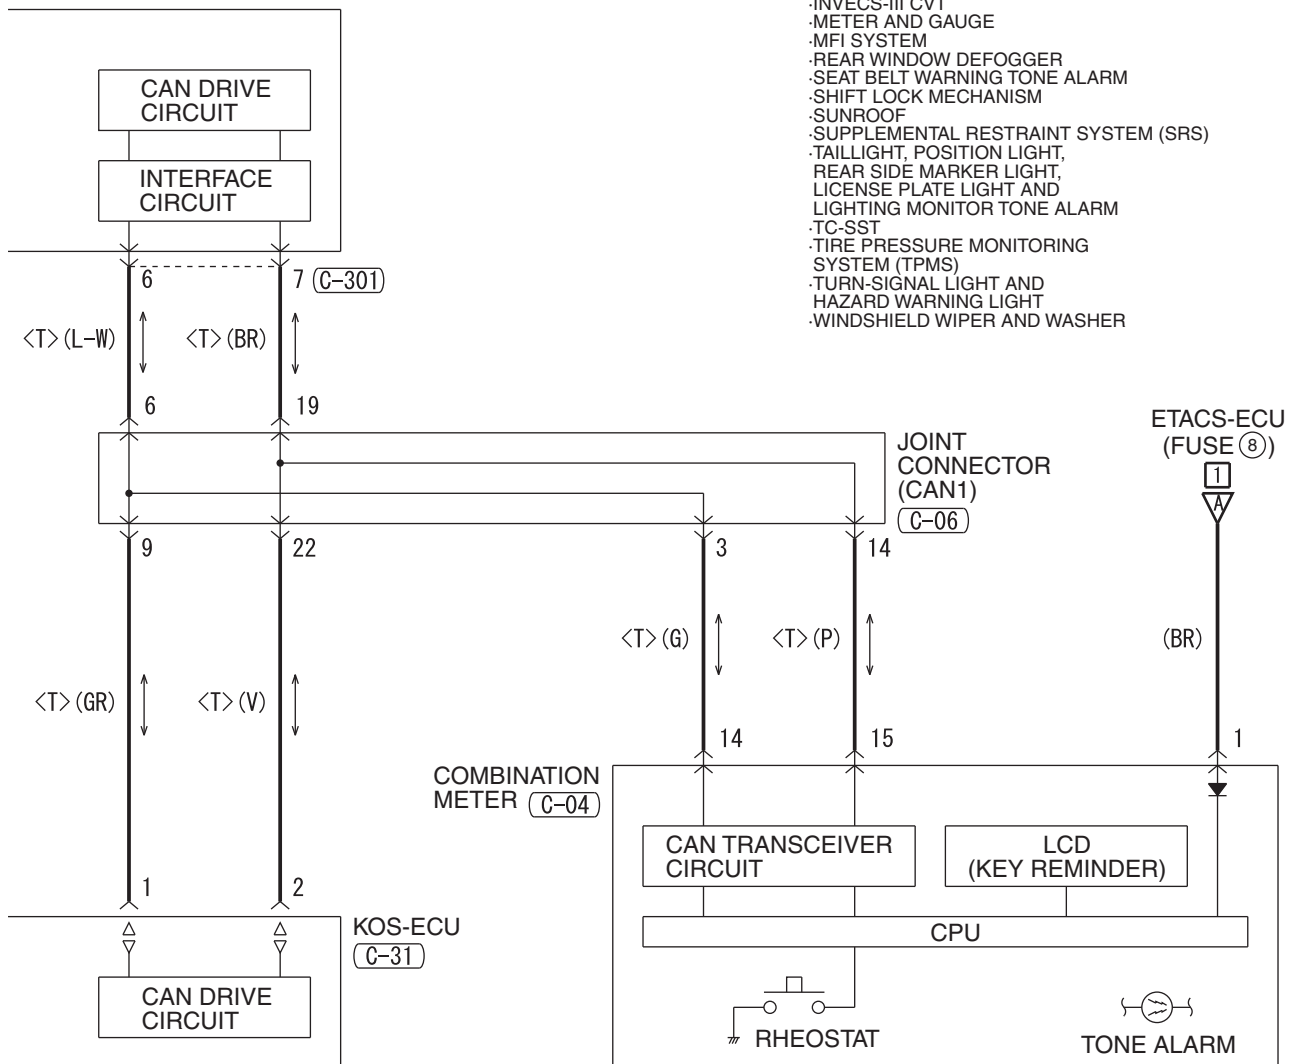 ·INVECS-III CVT
·METER AND GAUGE
·MFI SYSTEM
·REAR WINDOW DEFOGGER
·SEAT BELT WARNING TONE ALARM
·SHIFT LOCK MECHANISM
·SUNROOF
·SUPPLEMENTAL RESTRAINT SYSTEM (SRS)
·TAILLIGHT, POSITION LIGHT,
REAR SIDE MARKER LIGHT,
LICENSE PLATE LIGHT AND
LIGHTING MONITOR TONE ALARM
·TC-SST
·TIRE PRESSURE MONITORING
SYSTEM (TPMS)
·TURN-SIGNAL LIGHT AND
HAZARD WARNING LIGHT
·WINDSHIELD WIPER AND WASHER
CAN DRIVE
CIRCUIT
INTERFACE
CIRCUIT
6
7 (C-301)
<T>(L-W)
<T>(BR)
6
19
JOINT
CONNECTOR
(CAN1)
C-06
ETACS-ECU
(FUSE 8)
1
A
9
22
3
14
<T>(G)
<T>(P)
(BR)
<T>(GR)
<T>(V)
14
15
1
COMBINATION
METER C-04
CAN TRANSCEIVER
CIRCUIT
LCD
(KEY REMINDER)
1
2
KOS-ECU
C-31
CPU
CAN DRIVE
CIRCUIT
RHEOSTAT
TONE ALARM